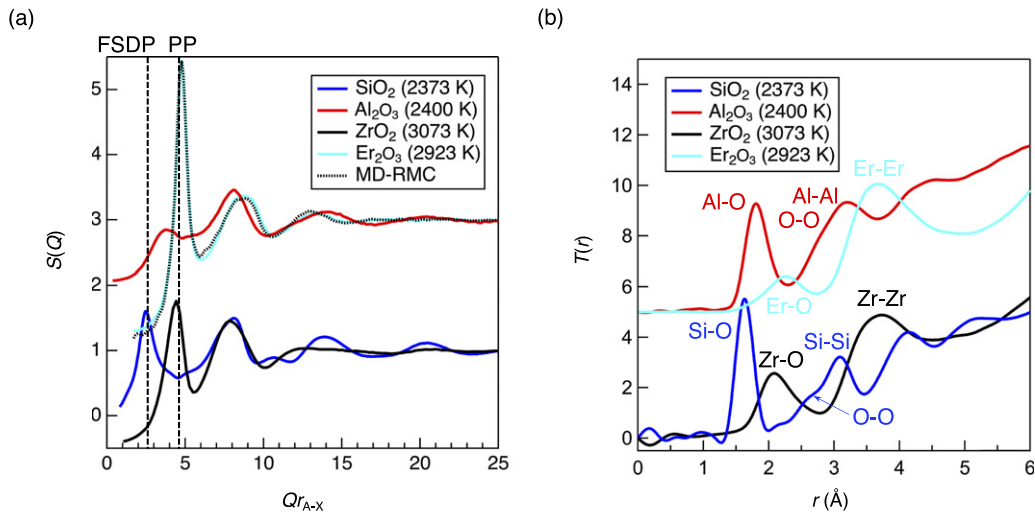 (a)
FSDP
PP
5
4
3
2
1
0
S(Q)
SiO₂ (2373 K)
Al₂O₃ (2400 K)
ZrO₂ (3073 K)
Er₂O₃ (2923 K)
MD-RMC
0
5
10
15
20
25
Qr_A-X
(b)
14
12
10
8
6
4
2
0
T(r)
SiO₂ (2373 K)
Al₂O₃ (2400 K)
ZrO₂ (3073 K)
Er₂O₃ (2923 K)
Er-Er
Al-O
Al-Al
O-O
Er-O
Si-O
Zr-O
Si-Si
Zr-Zr
O-O
0
1
2
3
4
5
6
r (Å)